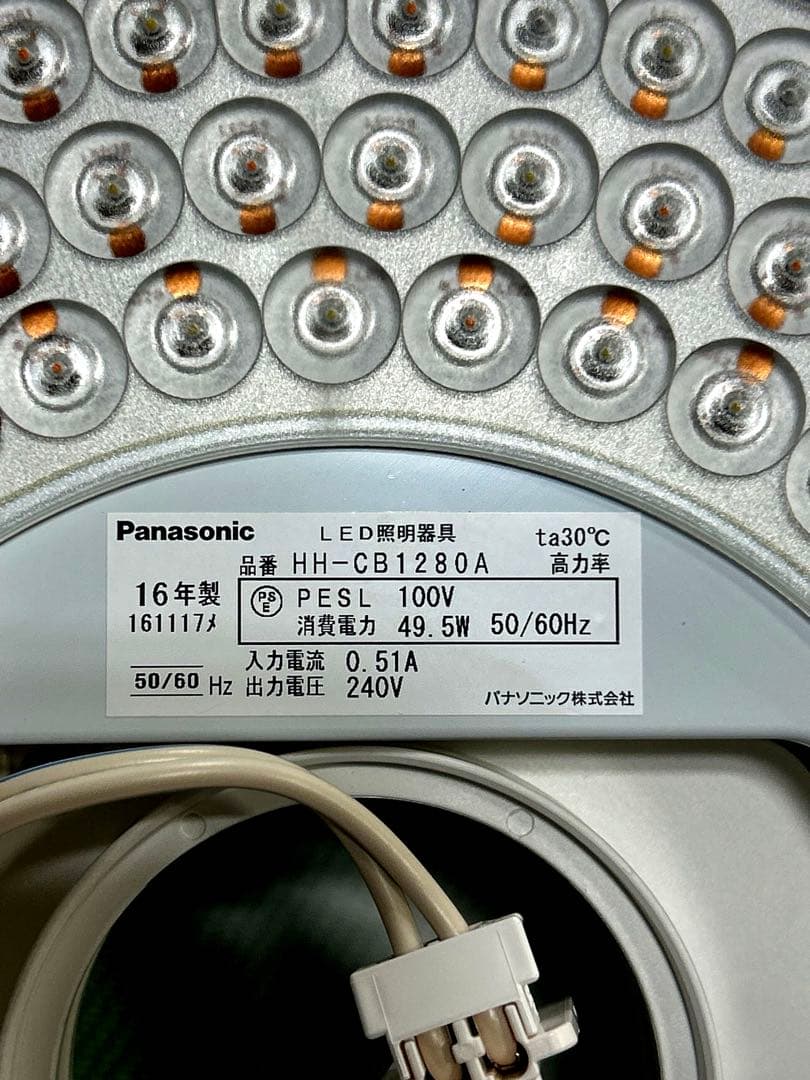 Panasonic LED照明器具 ta30℃
品番 HH-CB1280A 高力率
16年製 PSE PESL 100V
161117メ 消費電力 49.5W 50/60Hz
入力電流 0.51A
50/60 Hz 出力電圧 240V パナソニック株式会社